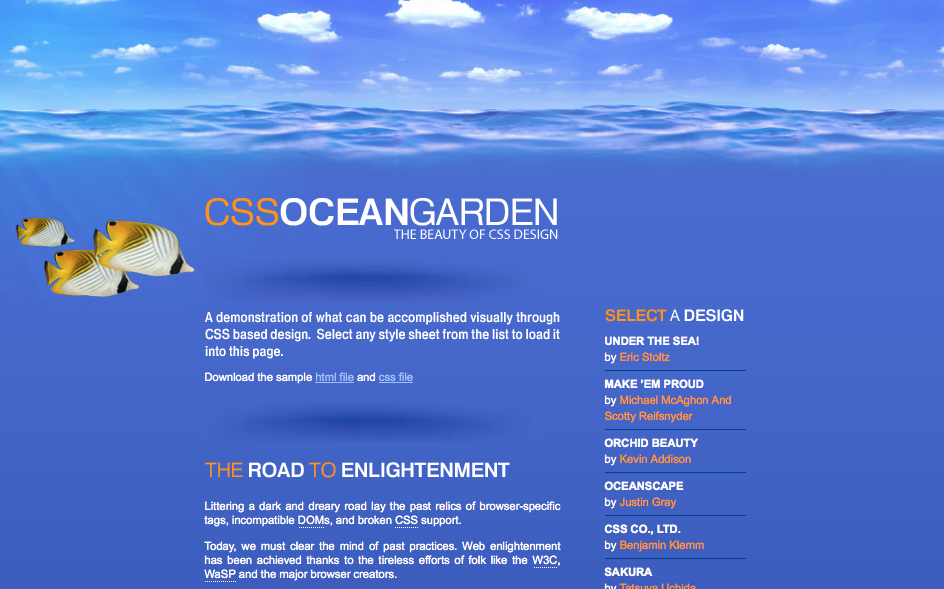 CSSOCEANGARDEN
THE BEAUTY OF CSS DESIGN
A demonstration of what can be accomplished visually through
CSS based design. Select any style sheet from the list to load it
into this page.
Download the sample html file and css file
THE ROAD TO ENLIGHTENMENT
Littering a dark and dreary road lay the past relics of browser-specific
tags, incompatible DOMs, and broken CSS support.
Today, we must clear the mind of past practices. Web enlightenment
has been achieved thanks to the tireless efforts of folk like the W3C,
WaSP and the major browser creators.
SELECT A DESIGN
UNDER THE SEA!
by Eric Stoltz
MAKE 'EM PROUD
by Michael McAghon And
Scotty Reifsnyder
ORCHID BEAUTY
by Kevin Addison
OCEANSCAPE
by Justin Gray
CSS CO., LTD.
by Benjamin Klemm
SAKURA
by Tatsuya Uchida